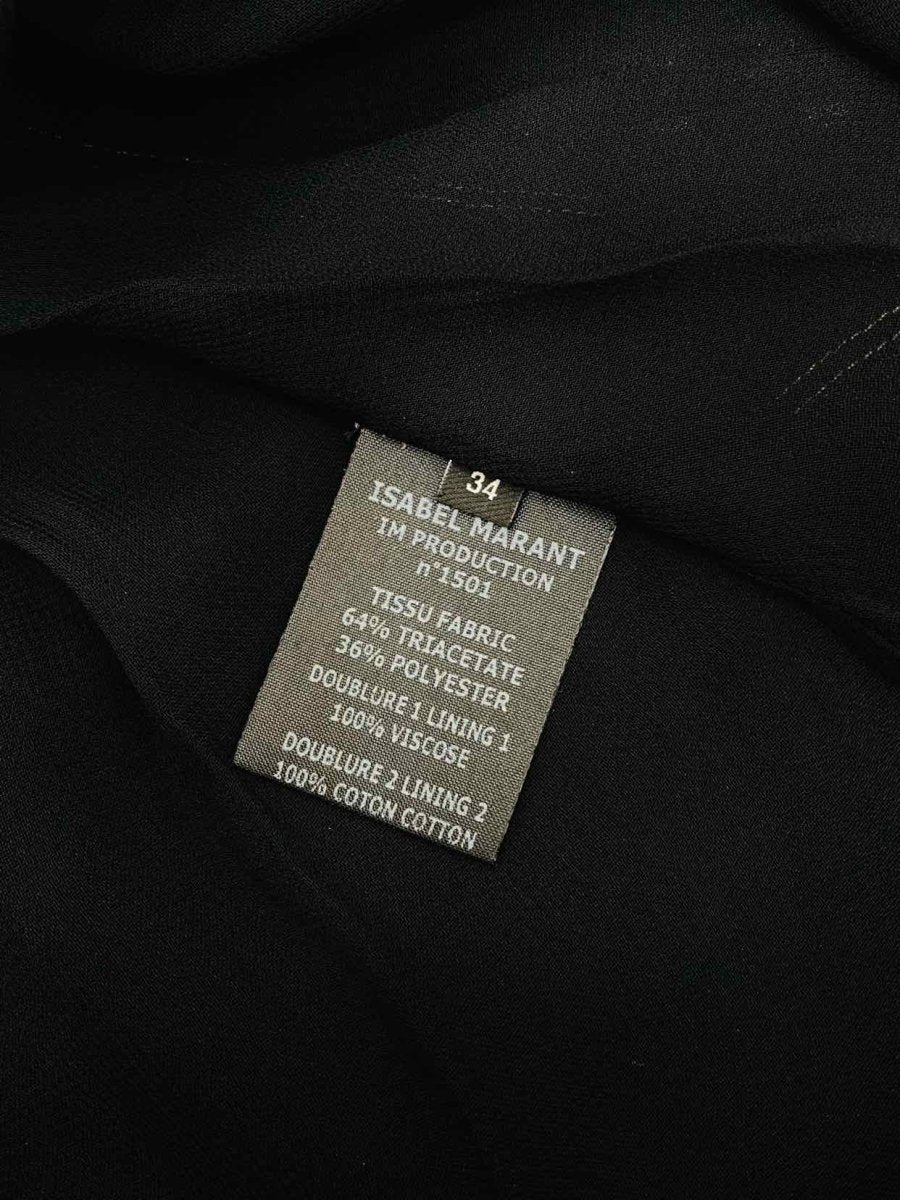 34
ISABEL MARANT
IM PRODUCTION
n°1501
TISSU FABRIC
64% TRIACETATE
36% POLYESTER
DOUBLURE 1 LINING 1
100% VISCOSE
DOUBLURE 2 LINING 2
100% COTON COTTON